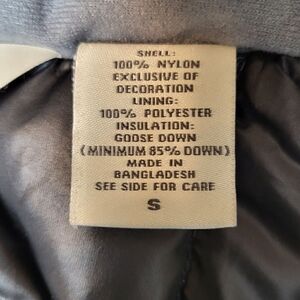 SHELL:
100% NYLON
EXCLUSIVE OF
DECORATION
LINING:
100% POLYESTER
INSULATION:
GOOSE DOWN
(MINIMUM 85% DOWN)
MADE IN
BANGLADESH
SEE SIDE FOR CARE
S